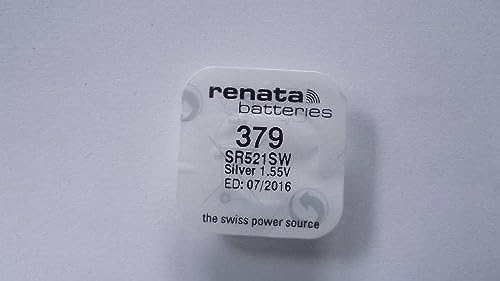 renata
batteries
379
SR521SW
Silver 1.55V
ED: 07/2016
the swiss power source